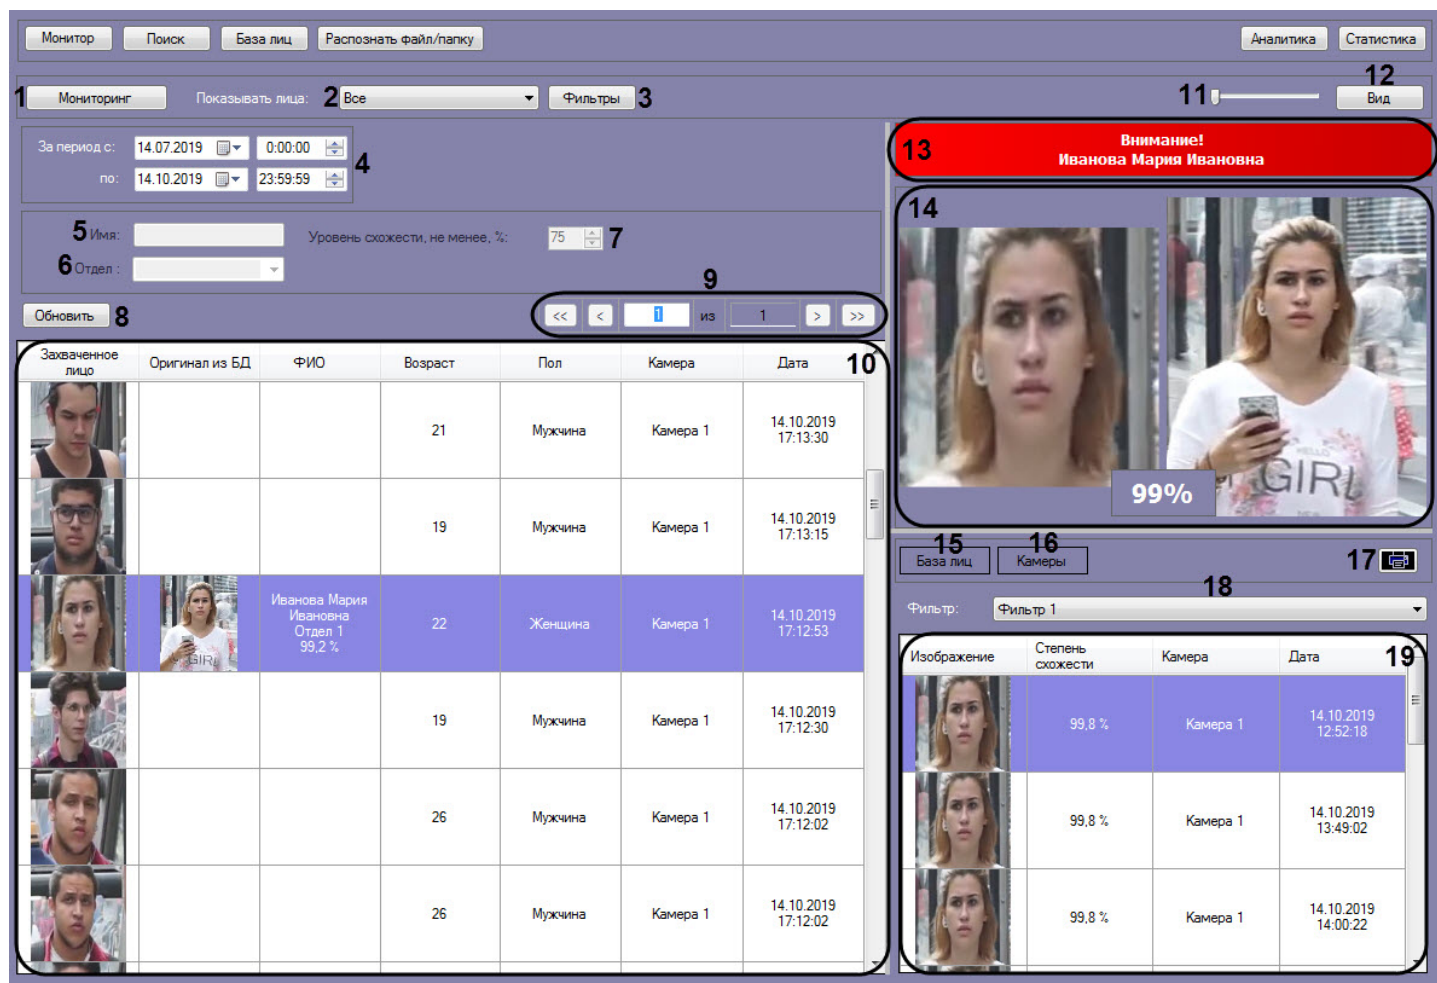 Монитор Поиск База лиц Распознать файл/папку Аналитика Статистика
1 Мониторинг Показывать лица: 2 Все Фильтры 3 11 12 Вид
За период с: 14.07.2019 0:00:00
по: 14.10.2019 23:59:59 4
5 Имя: Уровень схожести, не менее, %: 75 7
6 Отдел :
Обновить 8
9
<< < 1 из 1 > >>
Захваченное лицо Оригинал из БД ФИО Возраст Пол Камера Дата 10
21 Мужчина Камера 1 14.10.2019
17:13:30
19 Мужчина Камера 1 14.10.2019
17:13:15
Иванова Мария
Ивановна
Отдел 1
99,2 %
22 Женщина Камера 1 14.10.2019
17:12:53
19 Мужчина Камера 1 14.10.2019
17:12:30
26 Мужчина Камера 1 14.10.2019
17:12:02
26 Мужчина Камера 1 14.10.2019
17:12:02
13 Внимание!
Иванова Мария Ивановна
14
HELLO
GIRL
99%
15 16 17
База лиц Камеры
18
Фильтр: Фильтр 1
Изображение Степень схожести Камера Дата 19
99,8 % Камера 1 14.10.2019
12:52:18
99,8 % Камера 1 14.10.2019
13:49:02
99,8 % Камера 1 14.10.2019
14:00:22